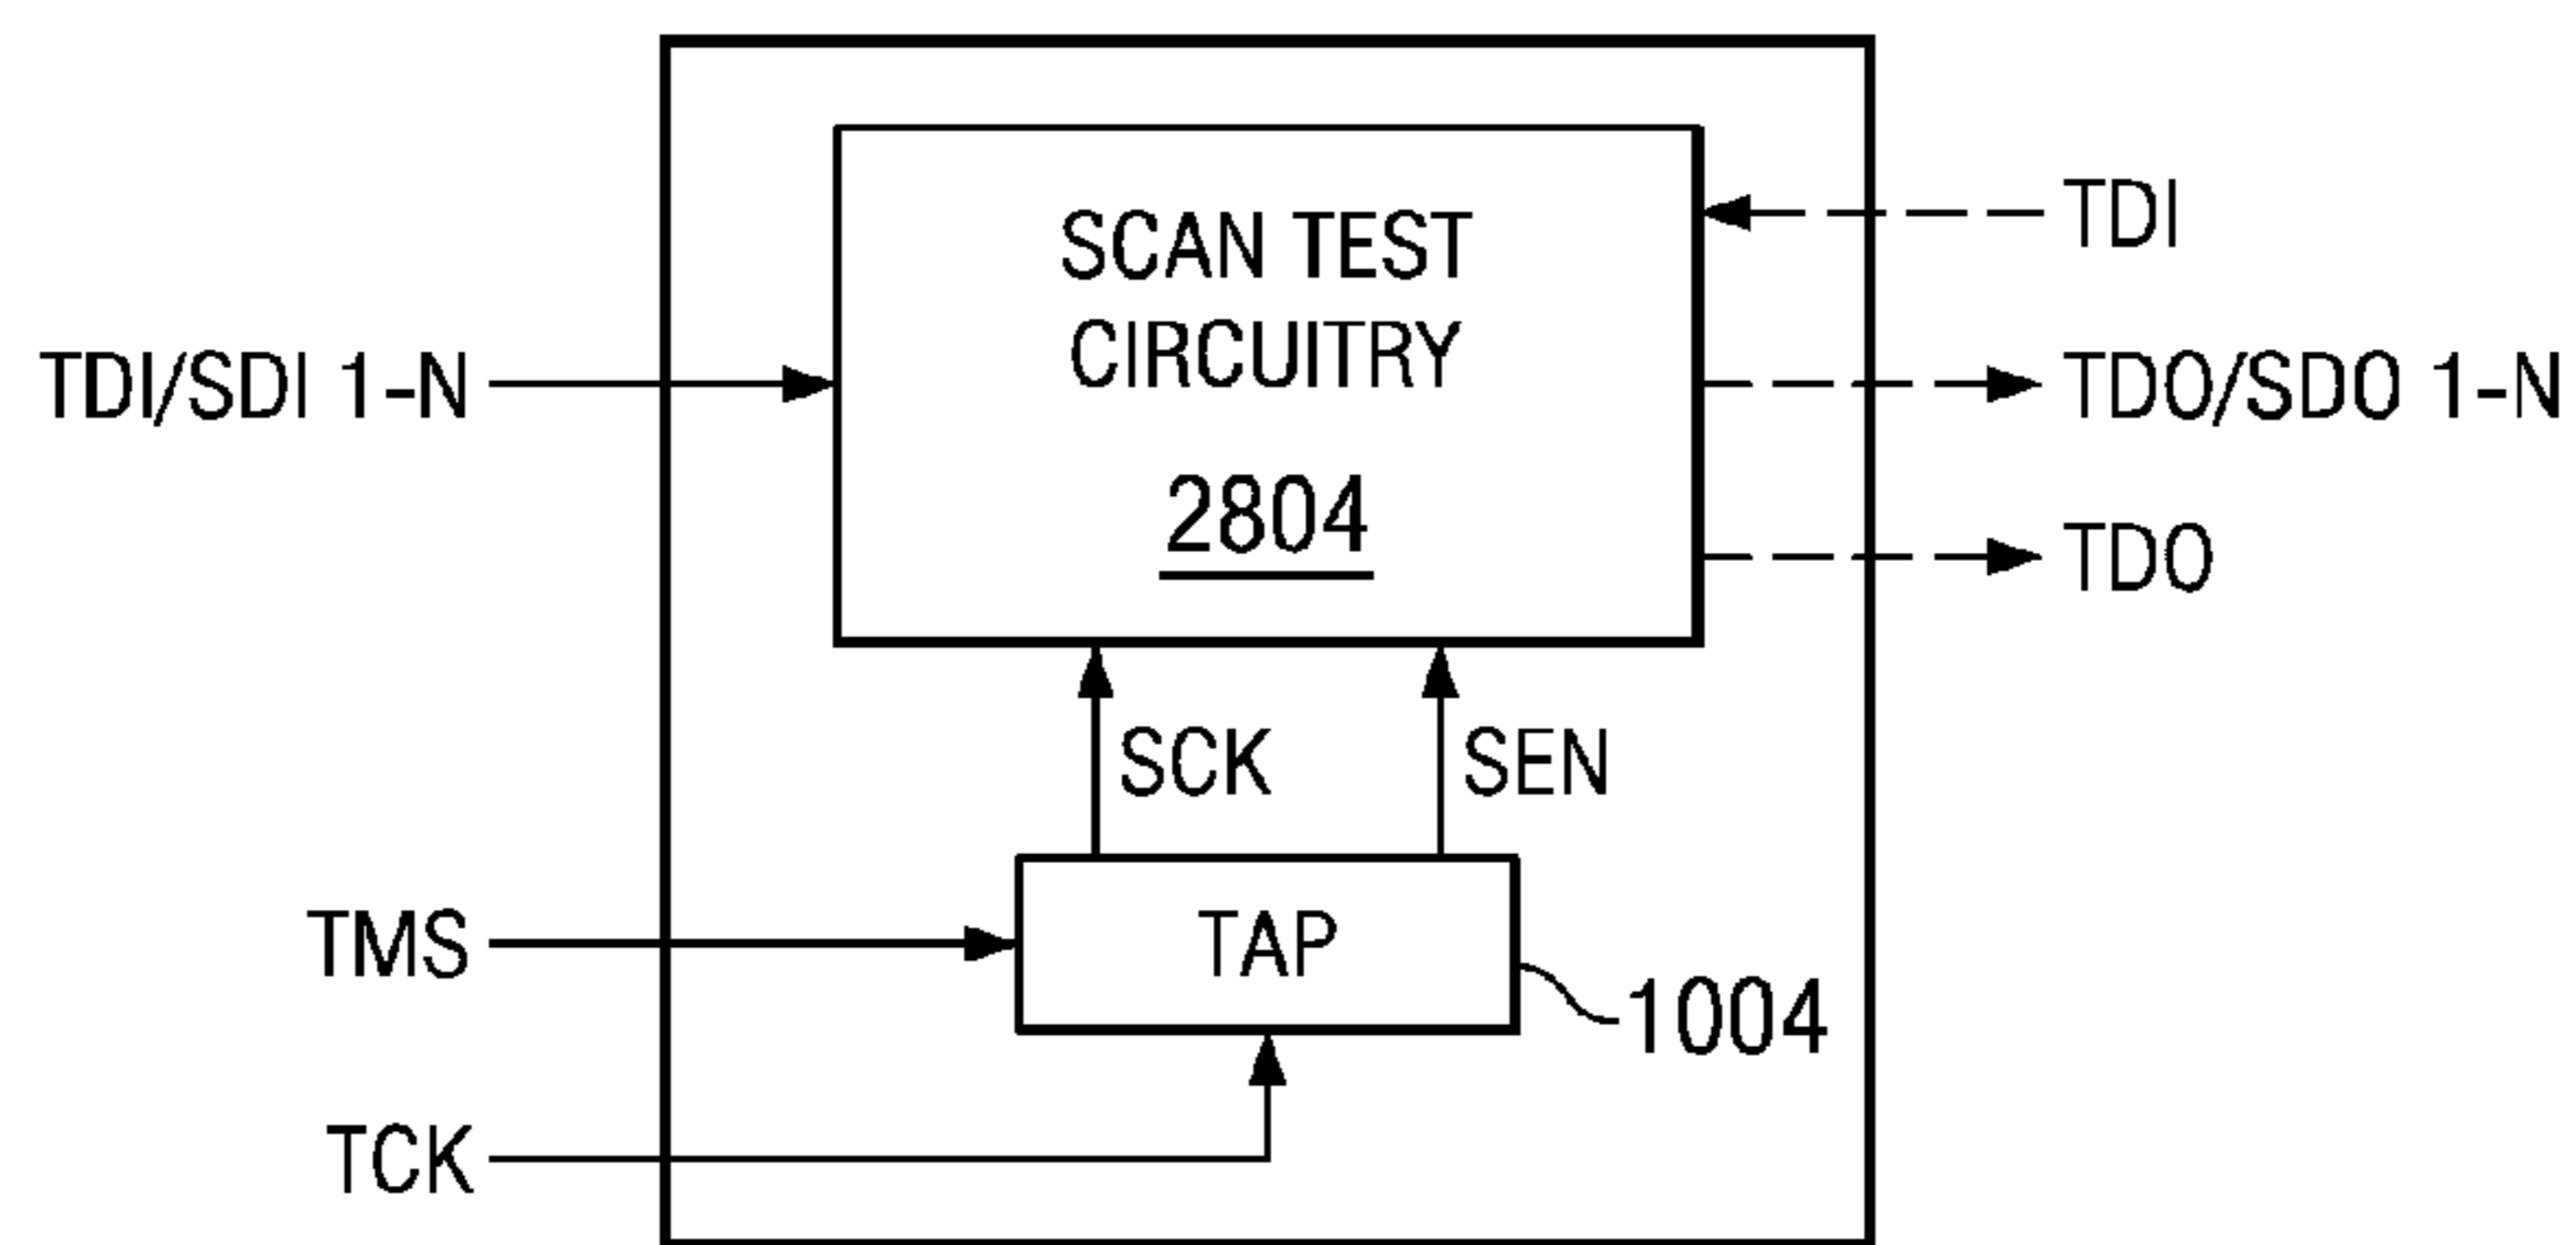 SCAN TEST
CIRCUITRY
2804
TDI
TDI/SDI 1-N
TDO/SDO 1-N
TDO
SCK
SEN
TMS
TAP
1004
TCK